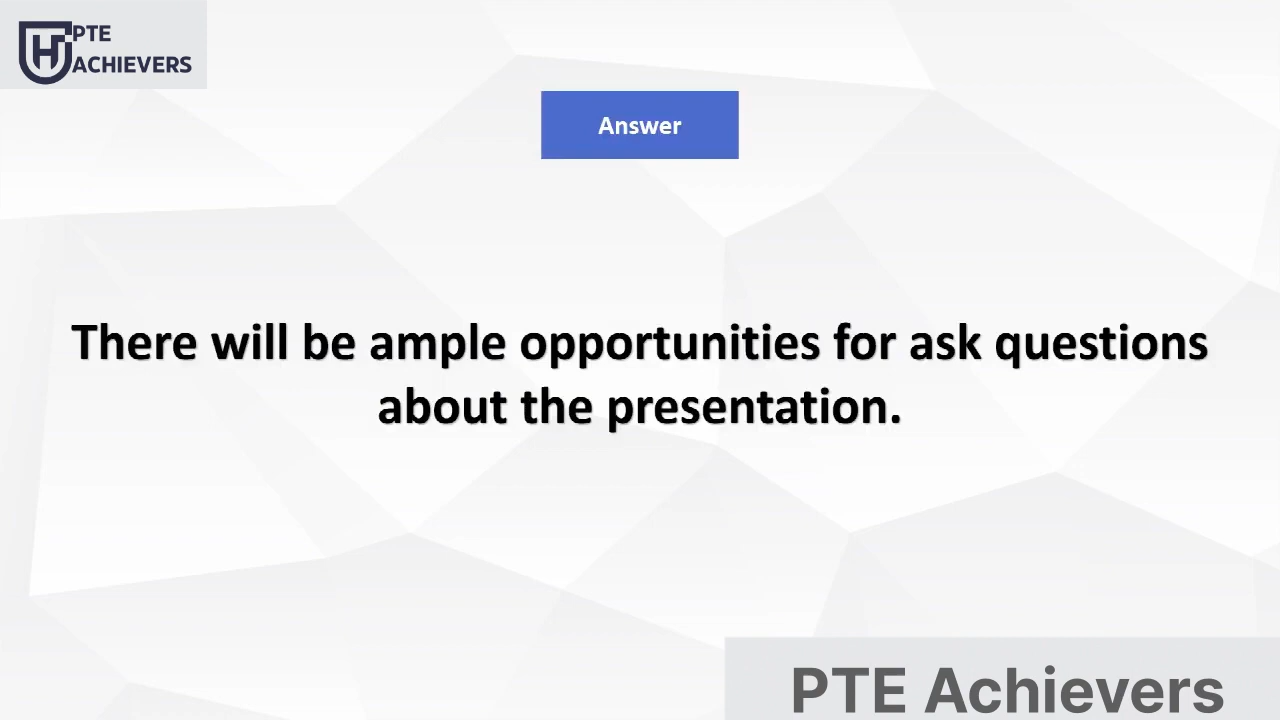 PTE
ACHIEVERS
Answer
There will be ample opportunities for ask questions
about the presentation.
PTE Achievers